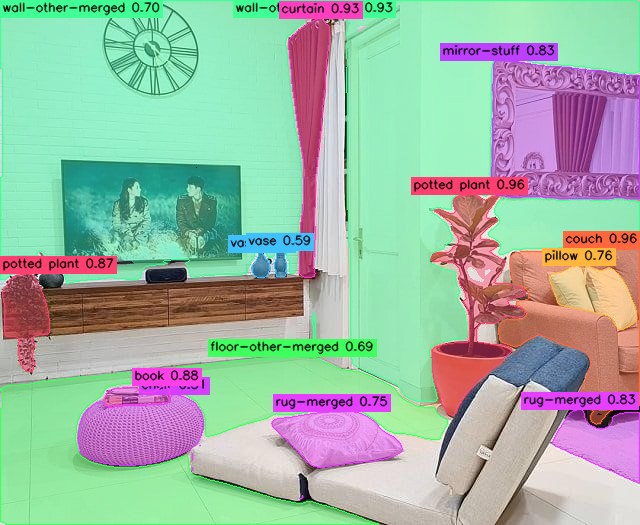 wall-other-merged 0.70
curtain 0.93
0.93
mirror-stuff 0.83
potted plant 0.96
couch 0.96
vase 0.59
pillow 0.76
potted plant 0.87
floor-other-merged 0.69
book 0.88
rug-merged 0.75
rug-merged 0.83